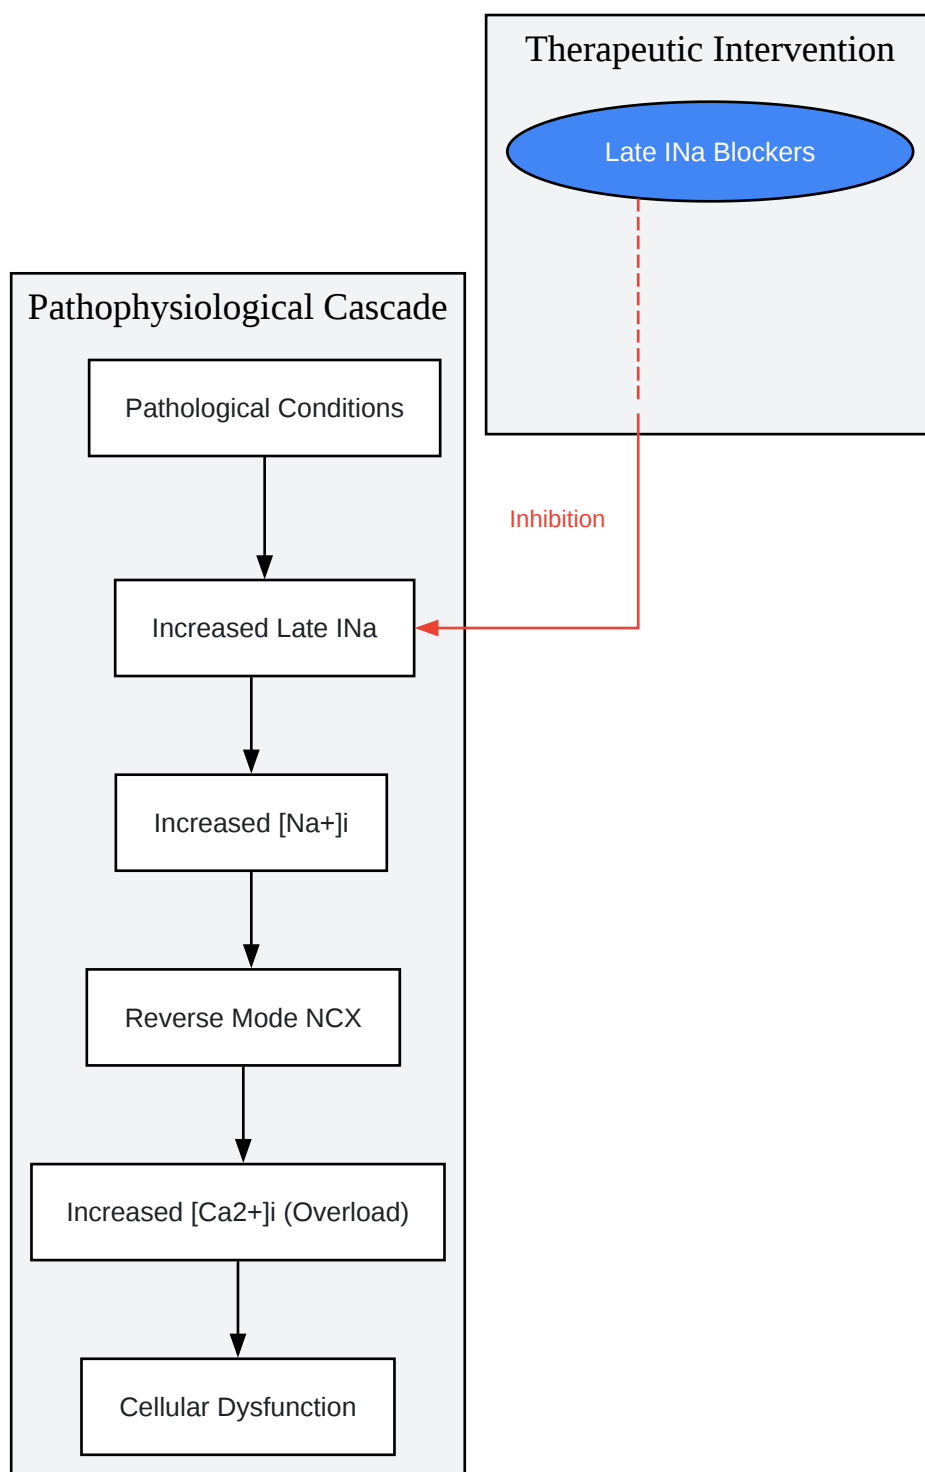 Therapeutic Intervention
Late INa Blockers
Pathophysiological Cascade
Pathological Conditions
Inhibition
Increased Late INa
Increased [Na+]i
Reverse Mode NCX
Increased [Ca2+]i (Overload)
Cellular Dysfunction